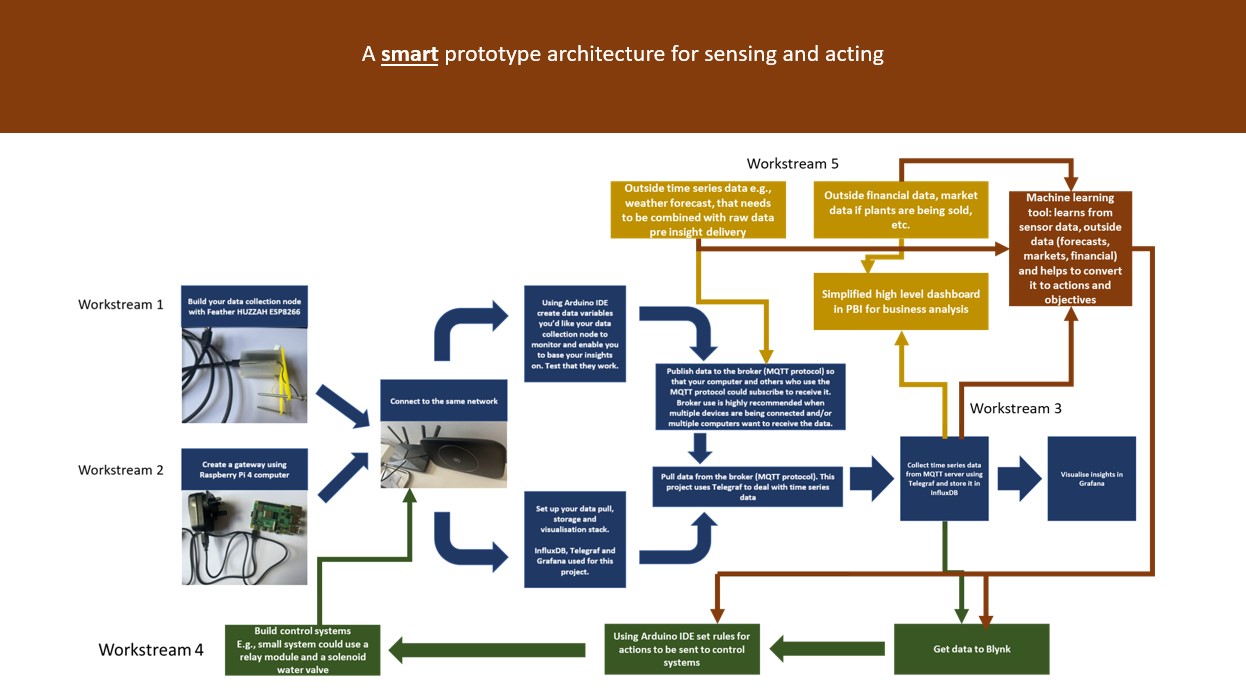 A smart prototype architecture for sensing and acting
Workstream 5
Outside time series data e.g.,
weather forecast, that needs
to be combined with raw data
pre insight delivery
Outside financial data, market
data if plants are being sold,
etc.
Machine learning
tool: learns from
sensor data, outside
data (forecasts,
markets, financial)
and helps to convert
it to actions and
objectives
Simplified high level dashboard
in PBI for business analysis
Workstream 1
Build your data collection node
with Feather HUZZAH ESP8266
Using Arduino IDE
create data variables
you'd like your data
collection node to
monitor and enable you
to base your insights
on. Test that they work.
Connect to the same network
Publish data to the broker (MQTT protocol) so
that your computer and others who use the
MQTT protocol could subscribe to receive it.
Broker use is highly recommended when
multiple devices are being connected and/or
multiple computers want to receive the data.
Workstream 3
Workstream 2
Create a gateway using
Raspberry Pi 4 computer
Pull data from the broker (MQTT protocol). This
project uses Telegraf to deal with time series
data
Collect time series data
from MQTT server using
Telegraf and store it in
InfluxDB
Visualise insights in
Grafana
Set up your data pull,
storage and
visualisation stack.
InfluxDB, Telegraf and
Grafana used for this
project.
Workstream 4
Build control systems
E.g., small system could use a
relay module and a solenoid
water valve
Using Arduino IDE set rules for
actions to be sent to control
systems
Get data to Blynk